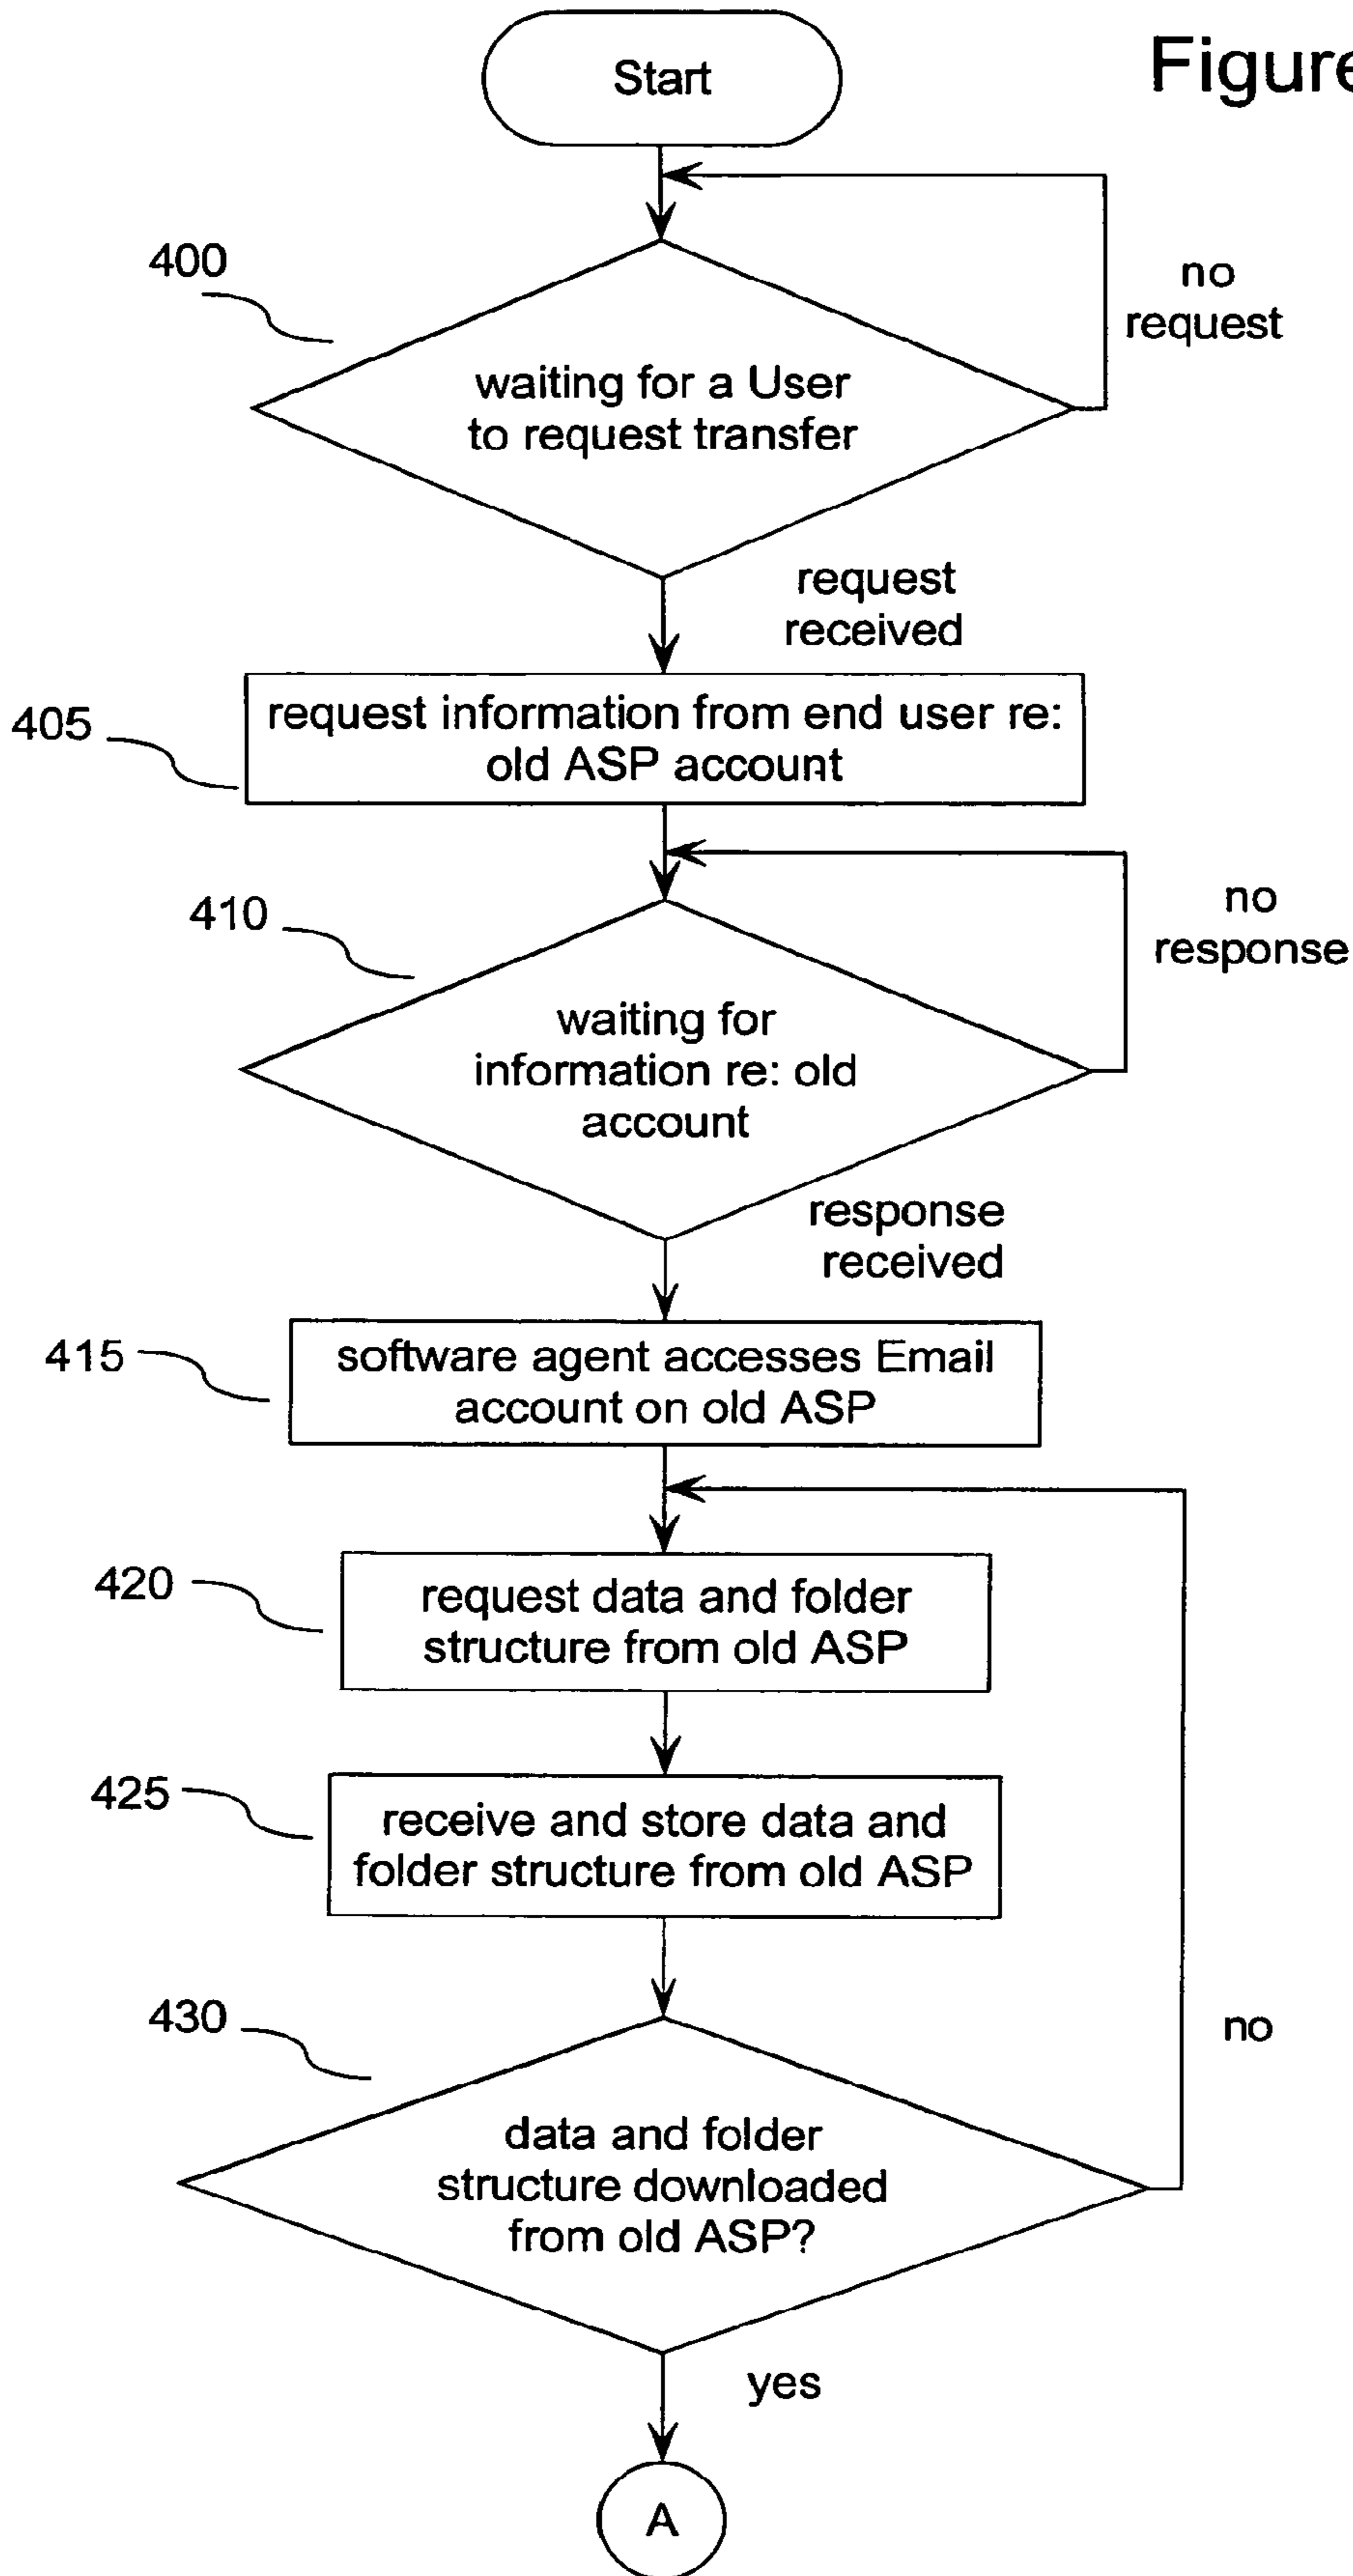 Start
Figure
400
no
request
waiting for a User
to request transfer
request
received
405
request information from end user re:
old ASP account
410
no
response
waiting for
information re: old
account
response
received
415
software agent accesses Email
account on old ASP
420
request data and folder
structure from old ASP
425
receive and store data and
folder structure from old ASP
430
no
data and folder
structure downloaded
from old ASP?
yes
A